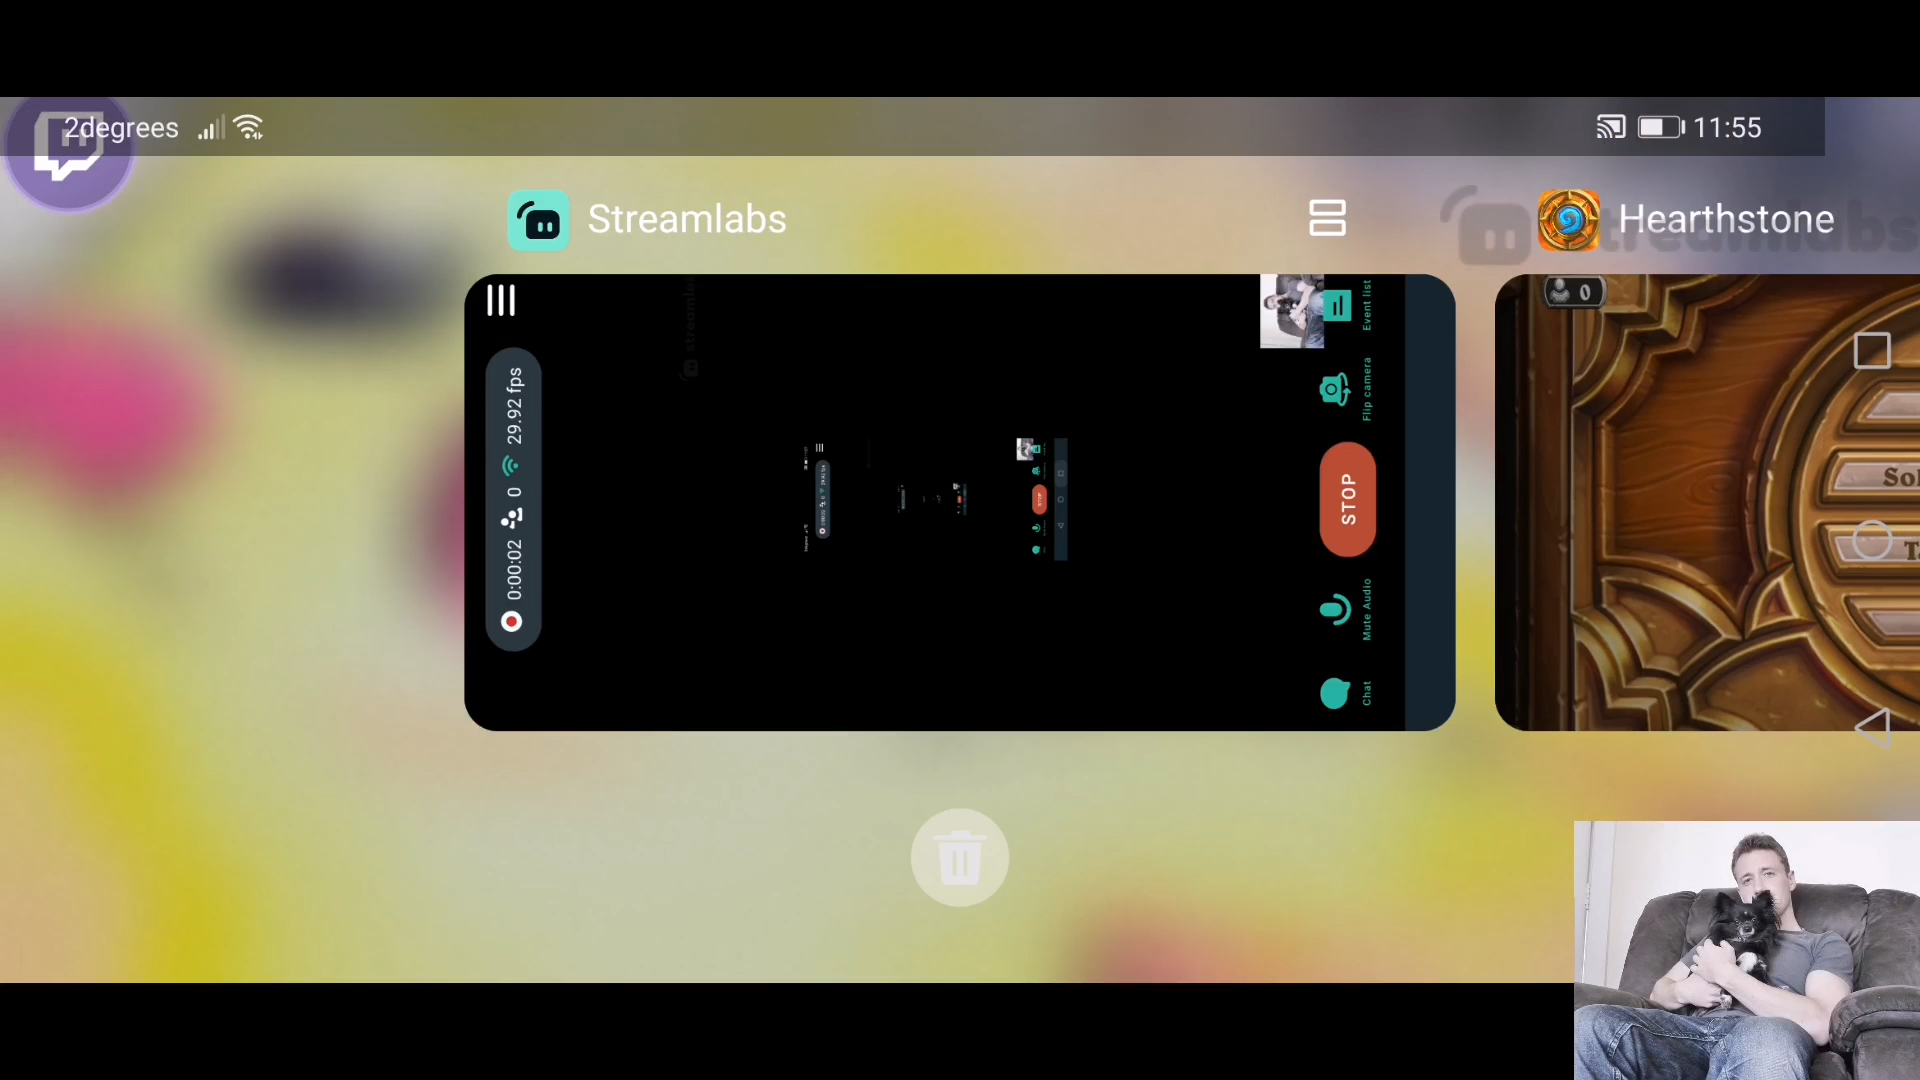 2degrees
11:55
Streamlabs
Hearthstone
streamlabs
0:00:02 0 29.92 fps
Event list
Flip camera
STOP
Mute Audio
Chat
0